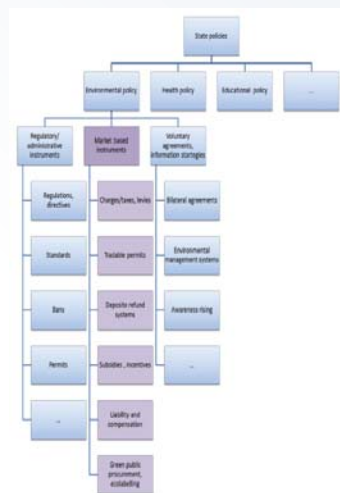 State policies
Environmental policy
Health policy
Educational policy
...
Regulatory/
administrative
instruments
Market based
instruments
Voluntary
agreements,
information startegies
Regulations,
directives
Charges/taxes, levies
Bilateral agreements
Standards
Tradable permits
Environmental
management systems
Bans
Deposite refund
systems
Awareness rising
Permits
Subsidies , incentives
...
...
Liability and
compensation
Green public
procurement,
ecolabelling